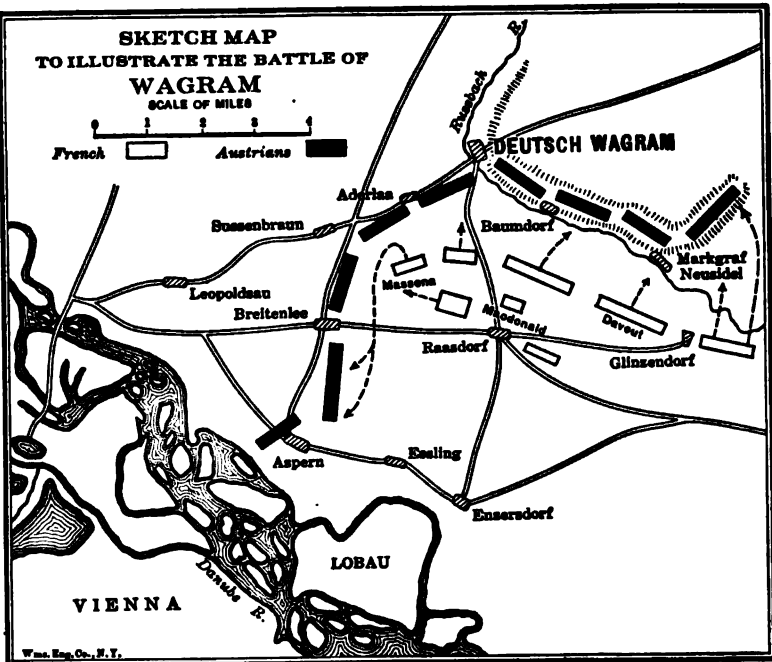 SKETCH MAP
TO ILLUSTRATE THE BATTLE OF
WAGRAM
SCALE OF MILES
0 1 2 3 4
French Austrians
R.
Russbach
DEUTSCH WAGRAM
Aderlaa
Sussenbraun
Baumdorf
Markgraf
Neusidel
Massena
Leopoldsau
Breitenlee
Macdonald
Davout
Raasdorf
Glinzendorf
Aspern
Essling
Enzersdorf
LOBAU
Danube R.
VIENNA
Wms. Eng. Co., N.Y.